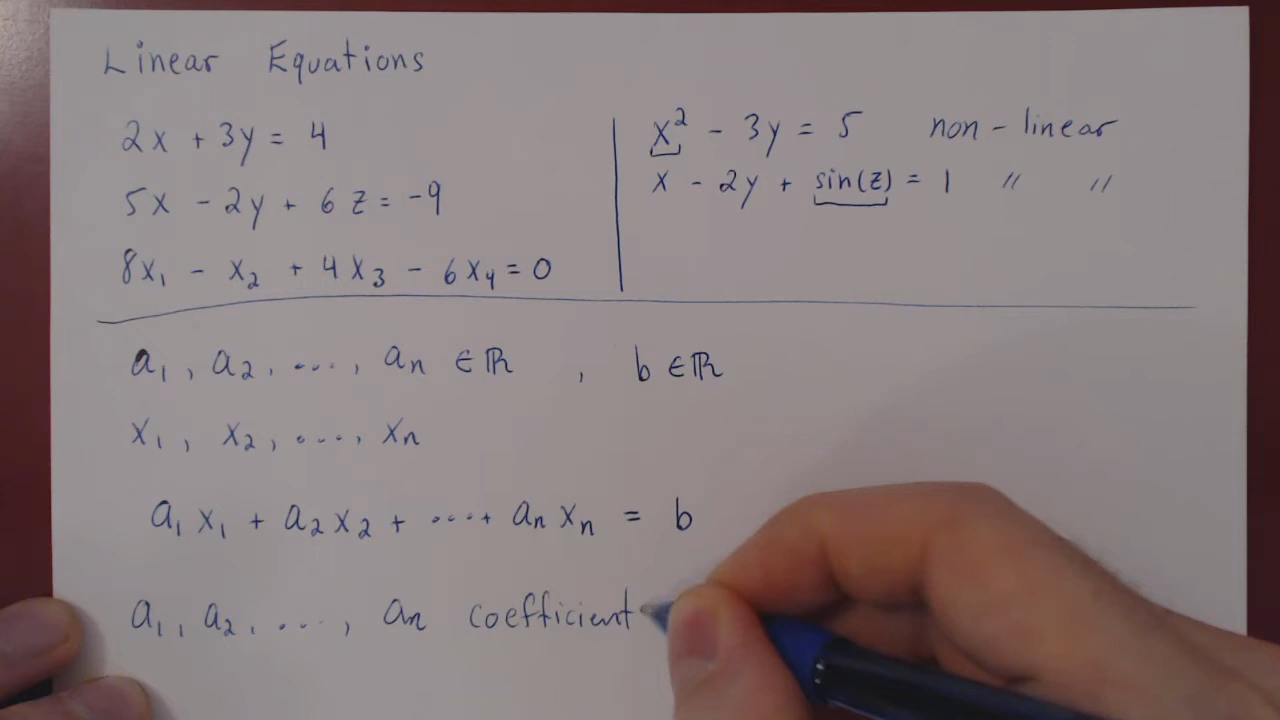 Linear Equations
2x + 3y = 4
5x - 2y + 6z = -9
8x₁ - x₂ + 4x₃ - 6x₄ = 0
x² - 3y = 5 non-linear
x - 2y + sin(z) = 1 〃 〃
a₁, a₂, ...., aₙ ∈ ℝ , b ∈ ℝ
x₁, x₂, ...., xₙ
a₁x₁ + a₂x₂ + ....+ aₙxₙ = b
a₁, a₂, ...., aₙ coefficient